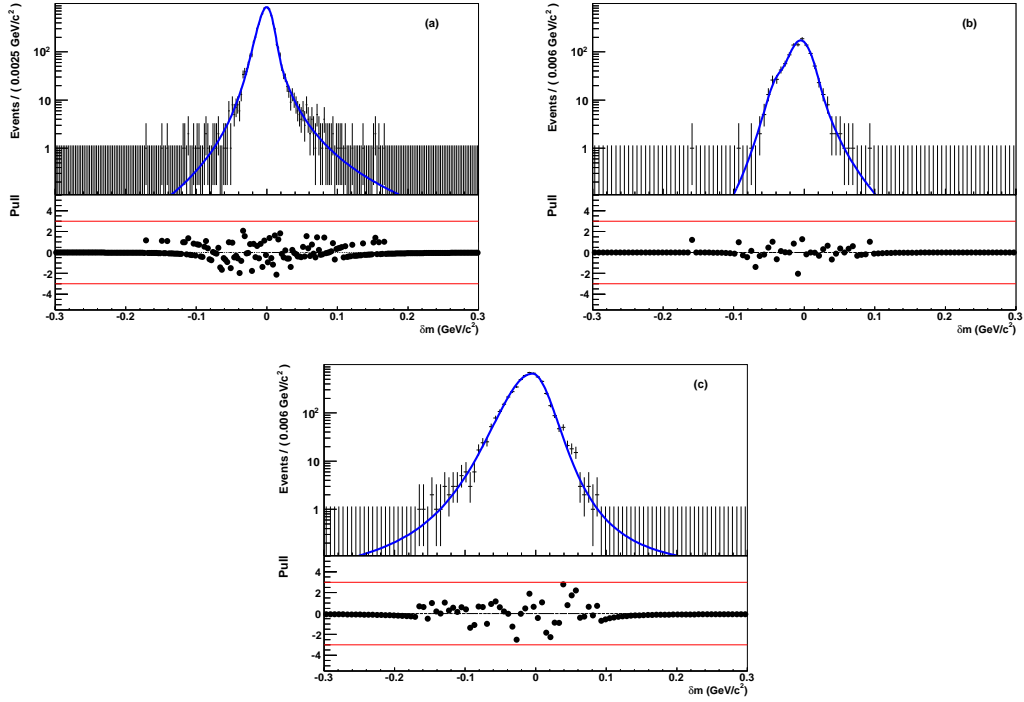 (a)
Events / ( 0.0025 GeV/c² )
10²
10
1
Pull
4
2
0
-2
-4
-0.3 -0.2 -0.1 0 0.1 0.2 0.3
δm (GeV/c²)
(b)
Events / ( 0.006 GeV/c² )
10²
10
1
Pull
4
2
0
-2
-4
-0.3 -0.2 -0.1 0 0.1 0.2 0.3
δm (GeV/c²)
(c)
Events / ( 0.006 GeV/c² )
10²
10
1
Pull
4
2
0
-2
-4
-0.3 -0.2 -0.1 0 0.1 0.2 0.3
δm (GeV/c²)